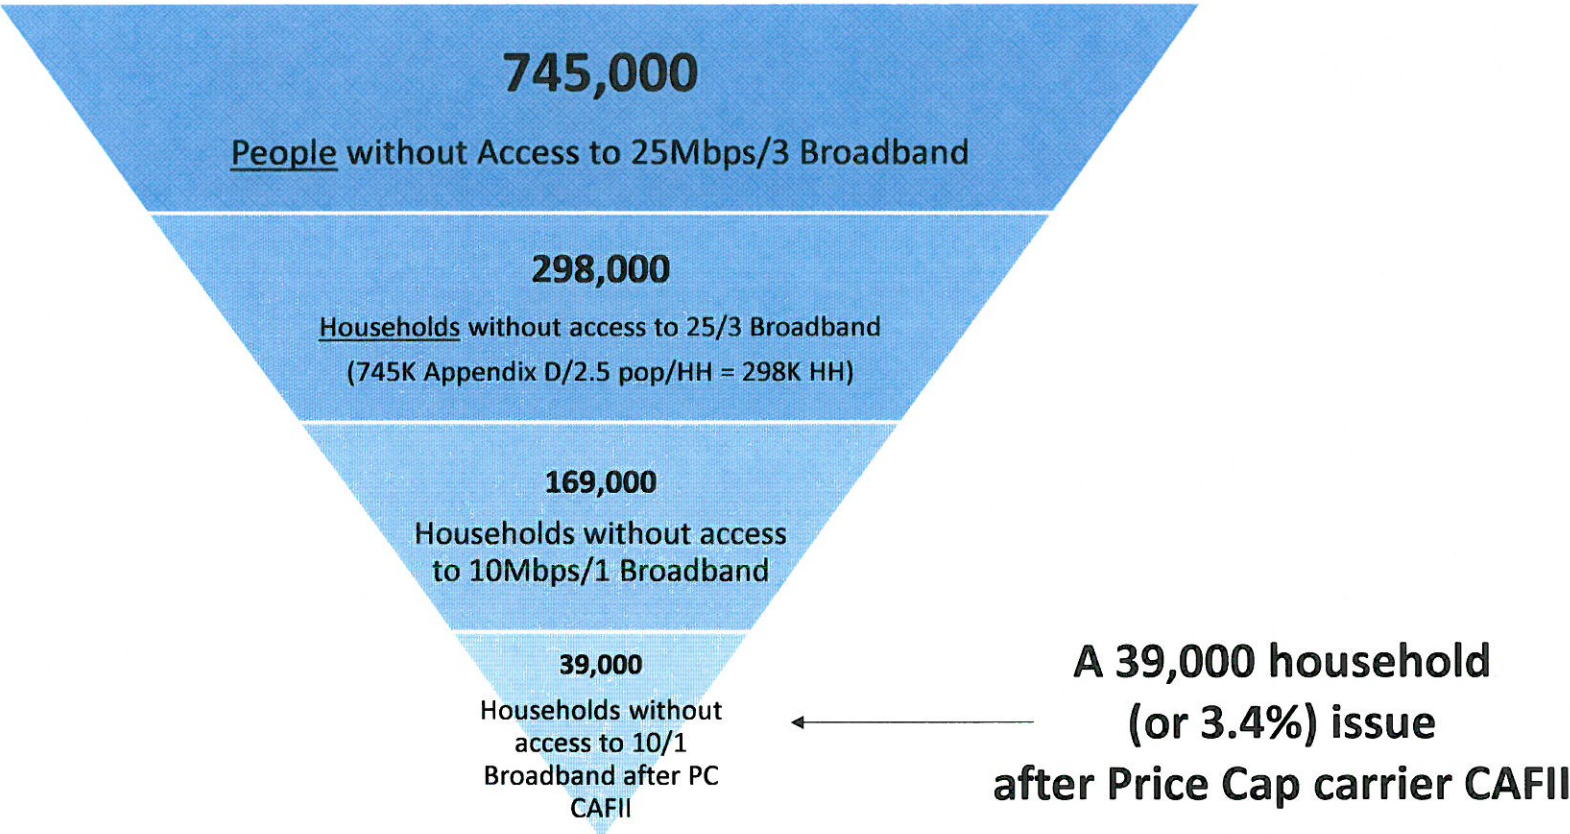 745,000
People without Access to 25Mbps/3 Broadband
298,000
Households without access to 25/3 Broadband
(745K Appendix D/2.5 pop/HH = 298K HH)
169,000
Households without access
to 10Mbps/1 Broadband
39,000
Households without
access to 10/1
Broadband after PC
CAFII
A 39,000 household
(or 3.4%) issue
after Price Cap carrier CAFII